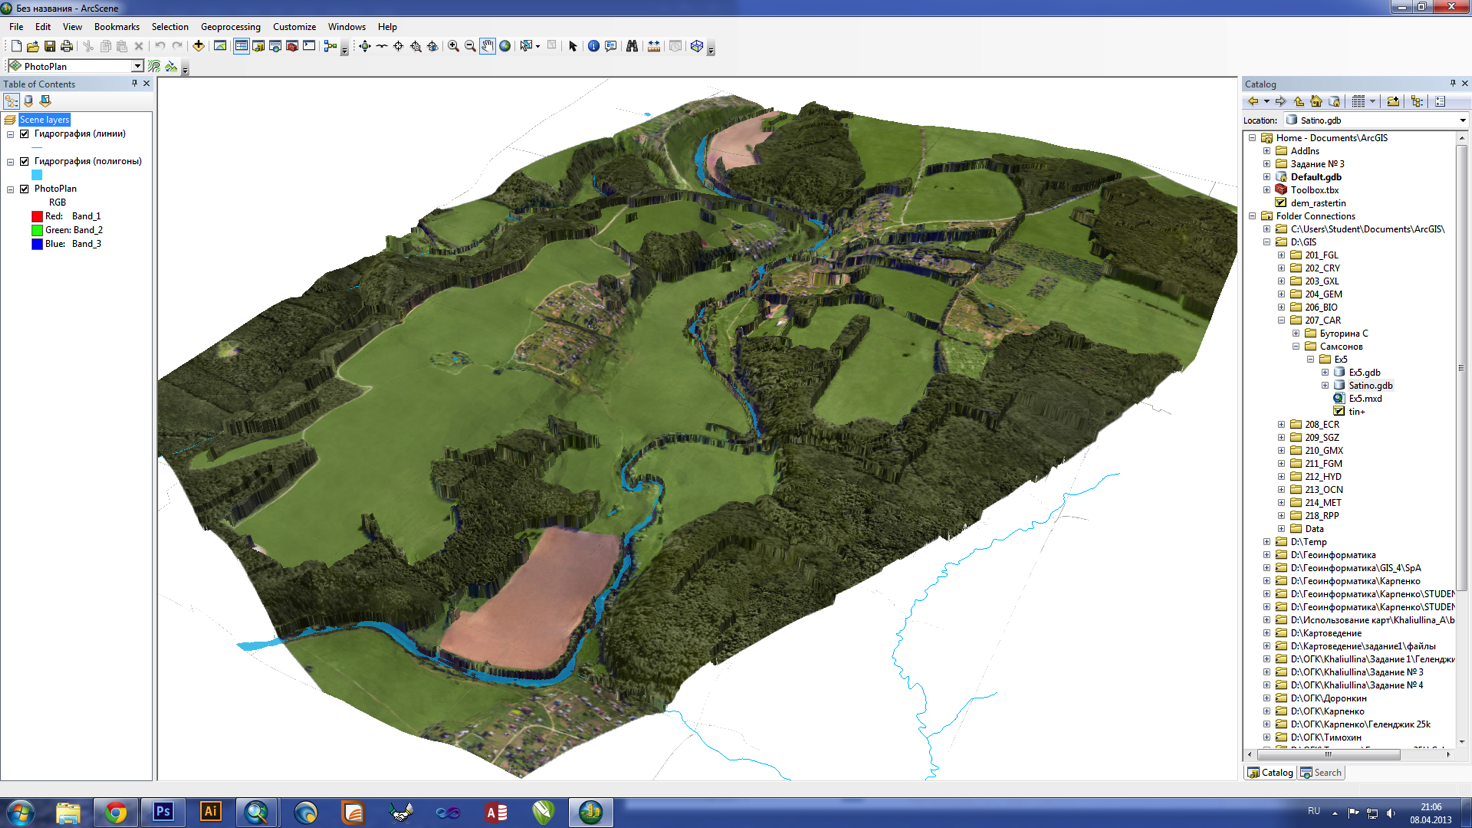 Без названия - ArcScene
File Edit View Bookmarks Selection Geoprocessing Customize Windows Help
PhotoPlan
Table of Contents
Scene layers
Гидрография (линии)
Гидрография (полигоны)
PhotoPlan
RGB
Red: Band_1
Green: Band_2
Blue: Band_3
Catalog
Location: Satino.gdb
Home - Documents\ArcGIS
AddIns
Задание № 3
Default.gdb
Toolbox.tbx
dem_rastertin
Folder Connections
C:\Users\Student\Documents\ArcGIS\
D:\GIS
201_FGL
202_CRY
203_GXL
204_GEM
206_BIO
207_CAR
Буторина С
Самсонов
Ex5
Ex5.gdb
Satino.gdb
Ex5.mxd
tin+
208_ECR
209_SGZ
210_GMX
211_FGM
212_HYD
213_OCN
214_MET
218_RPP
Data
D:\Temp
D:\Геоинформатика
D:\Геоинформатика\GIS_4\SpA
D:\Геоинформатика\Карпенко
D:\Геоинформатика\Карпенко\STUDEN
D:\Геоинформатика\Карпенко\STUDEN
D:\Использование карт\Khaliullina_A\b
D:\Картоведение
D:\Картоведение\задание1\файлы
D:\ОГК\Khaliullina\Задание 1\Геленджи
D:\ОГК\Khaliullina\Задание № 3
D:\ОГК\Khaliullina\Задание № 4
D:\ОГК\Доронкин
D:\ОГК\Карпенко
D:\ОГК\Карпенко\Геленджик 25k
D:\ОГК\Тимохин
Catalog Search
Ps Ai
RU
21:06
08.04.2013